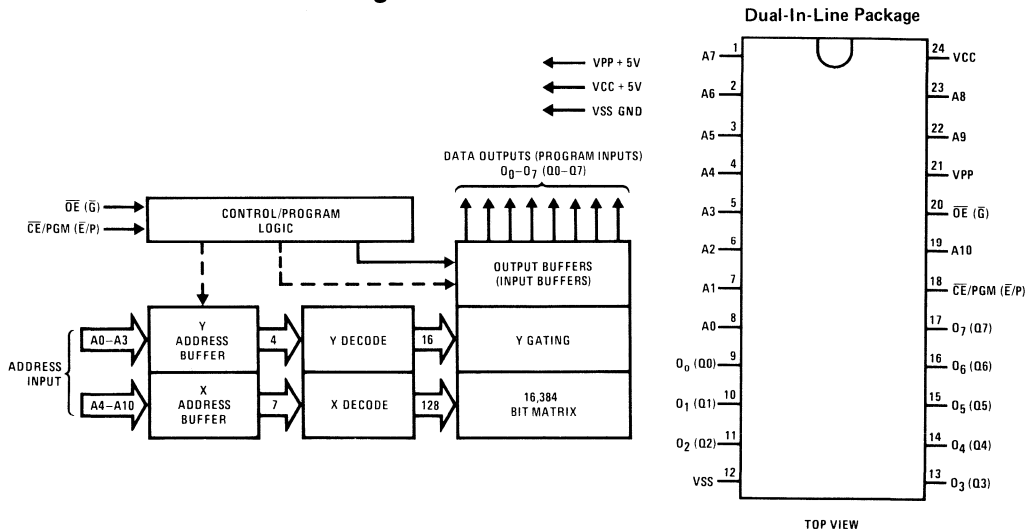 Dual-In-Line Package
VPP + 5V
VCC + 5V
VSS GND
DATA OUTPUTS (PROGRAM INPUTS)
O0–O7 (Q0–Q7)
O̅E̅ (G̅)
C̅E̅/PGM (E̅/P)
CONTROL/PROGRAM
LOGIC
OUTPUT BUFFERS
(INPUT BUFFERS)
ADDRESS
INPUT
A0–A3
Y
ADDRESS
BUFFER
4
Y DECODE
16
Y GATING
A4–A10
X
ADDRESS
BUFFER
7
X DECODE
128
16,384
BIT MATRIX
A7 1
A6 2
A5 3
A4 4
A3 5
A2 6
A1 7
A0 8
Oo (Q0) 9
O1 (Q1) 10
O2 (Q2) 11
VSS 12
24 VCC
23 A8
22 A9
21 VPP
20 O̅E̅ (G̅)
19 A10
18 C̅E̅/PGM (E̅/P)
17 O7 (Q7)
16 O6 (Q6)
15 O5 (Q5)
14 O4 (Q4)
13 O3 (Q3)
TOP VIEW